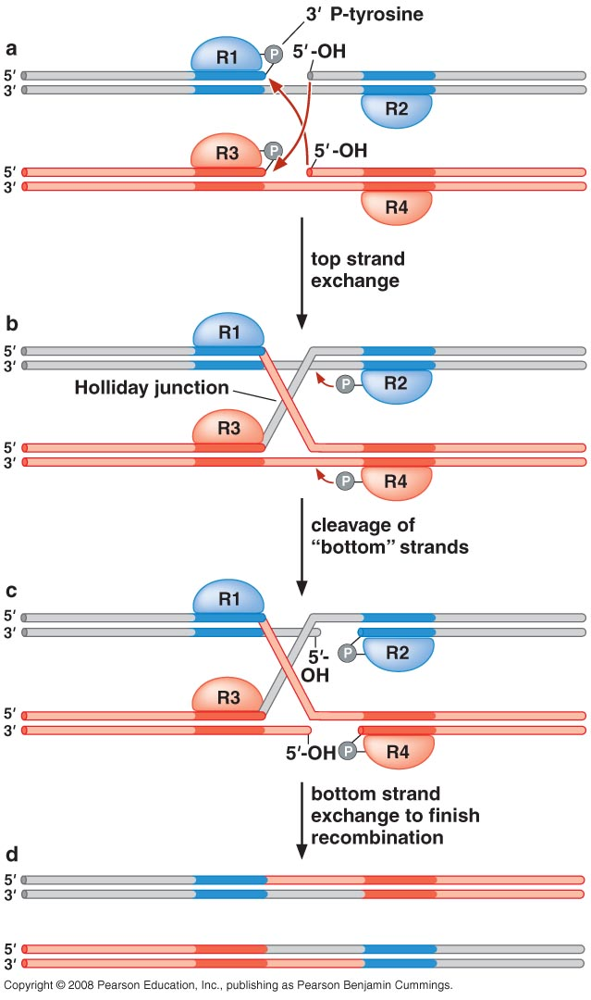 3′ P-tyrosine
a
R1
P
5′-OH
5′
3′
R2
R3
P
5′-OH
5′
3′
R4
top strand
exchange
b
R1
5′
3′
P
R2
Holliday junction
R3
5′
3′
P
R4
cleavage of
“bottom” strands
c
R1
5′
3′
5′-
OH
P
R2
R3
5′
3′
5′-OH
P
R4
bottom strand
exchange to finish
recombination
d
5′
3′
5′
3′
Copyright © 2008 Pearson Education, Inc., publishing as Pearson Benjamin Cummings.